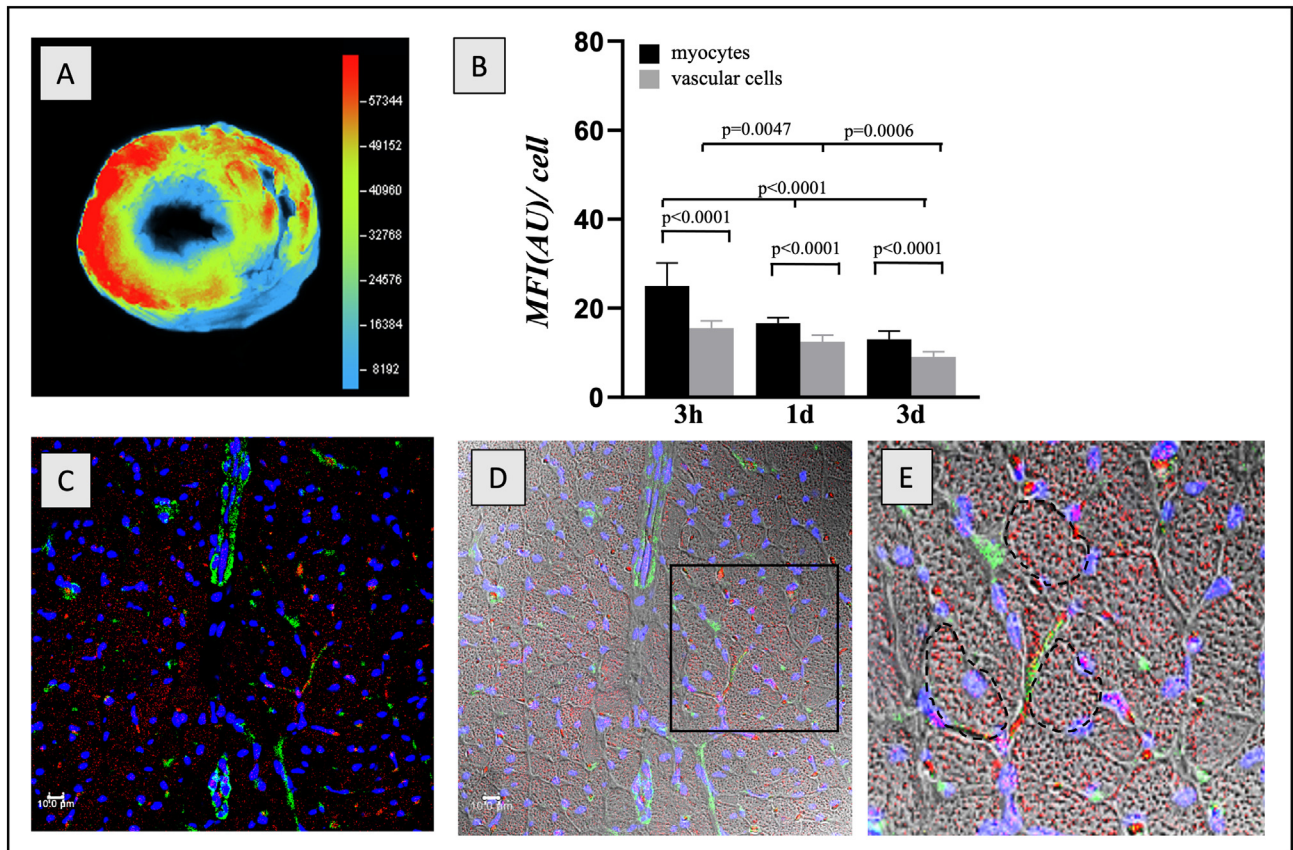 A
57344
49152
40960
32768
24576
16384
8192
B
80
60
40
20
0
MFI(AU)/ cell
myocytes
vascular cells
p=0.0047
p=0.0006
p<0.0001
p<0.0001
p<0.0001
p<0.0001
3h
1d
3d
C
10.0 μm
D
10.0 μm
E